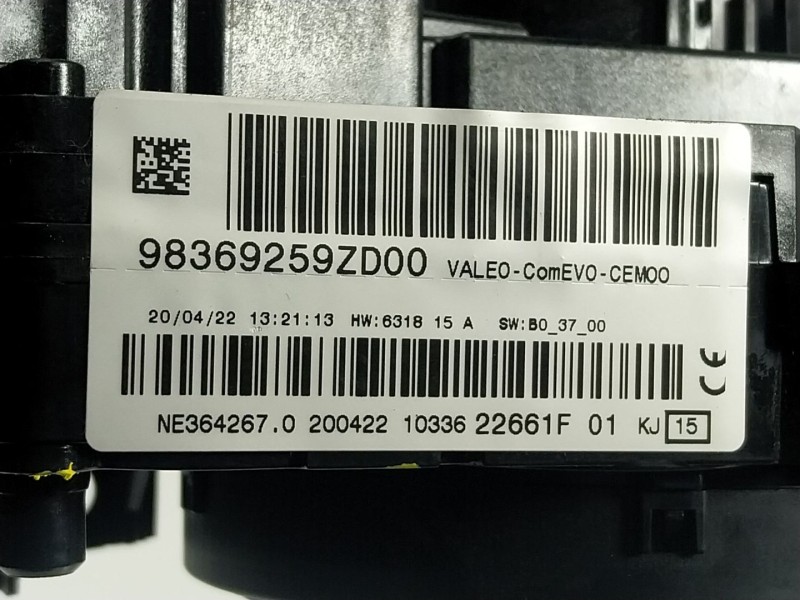 98369259ZD00 VALEO-ComEVO-CEMOO
20/04/22 13:21:13 HW:6318 15 A SW:B0_37_00
CE
NE364267.0 200422 10336 22661F 01 KJ 15